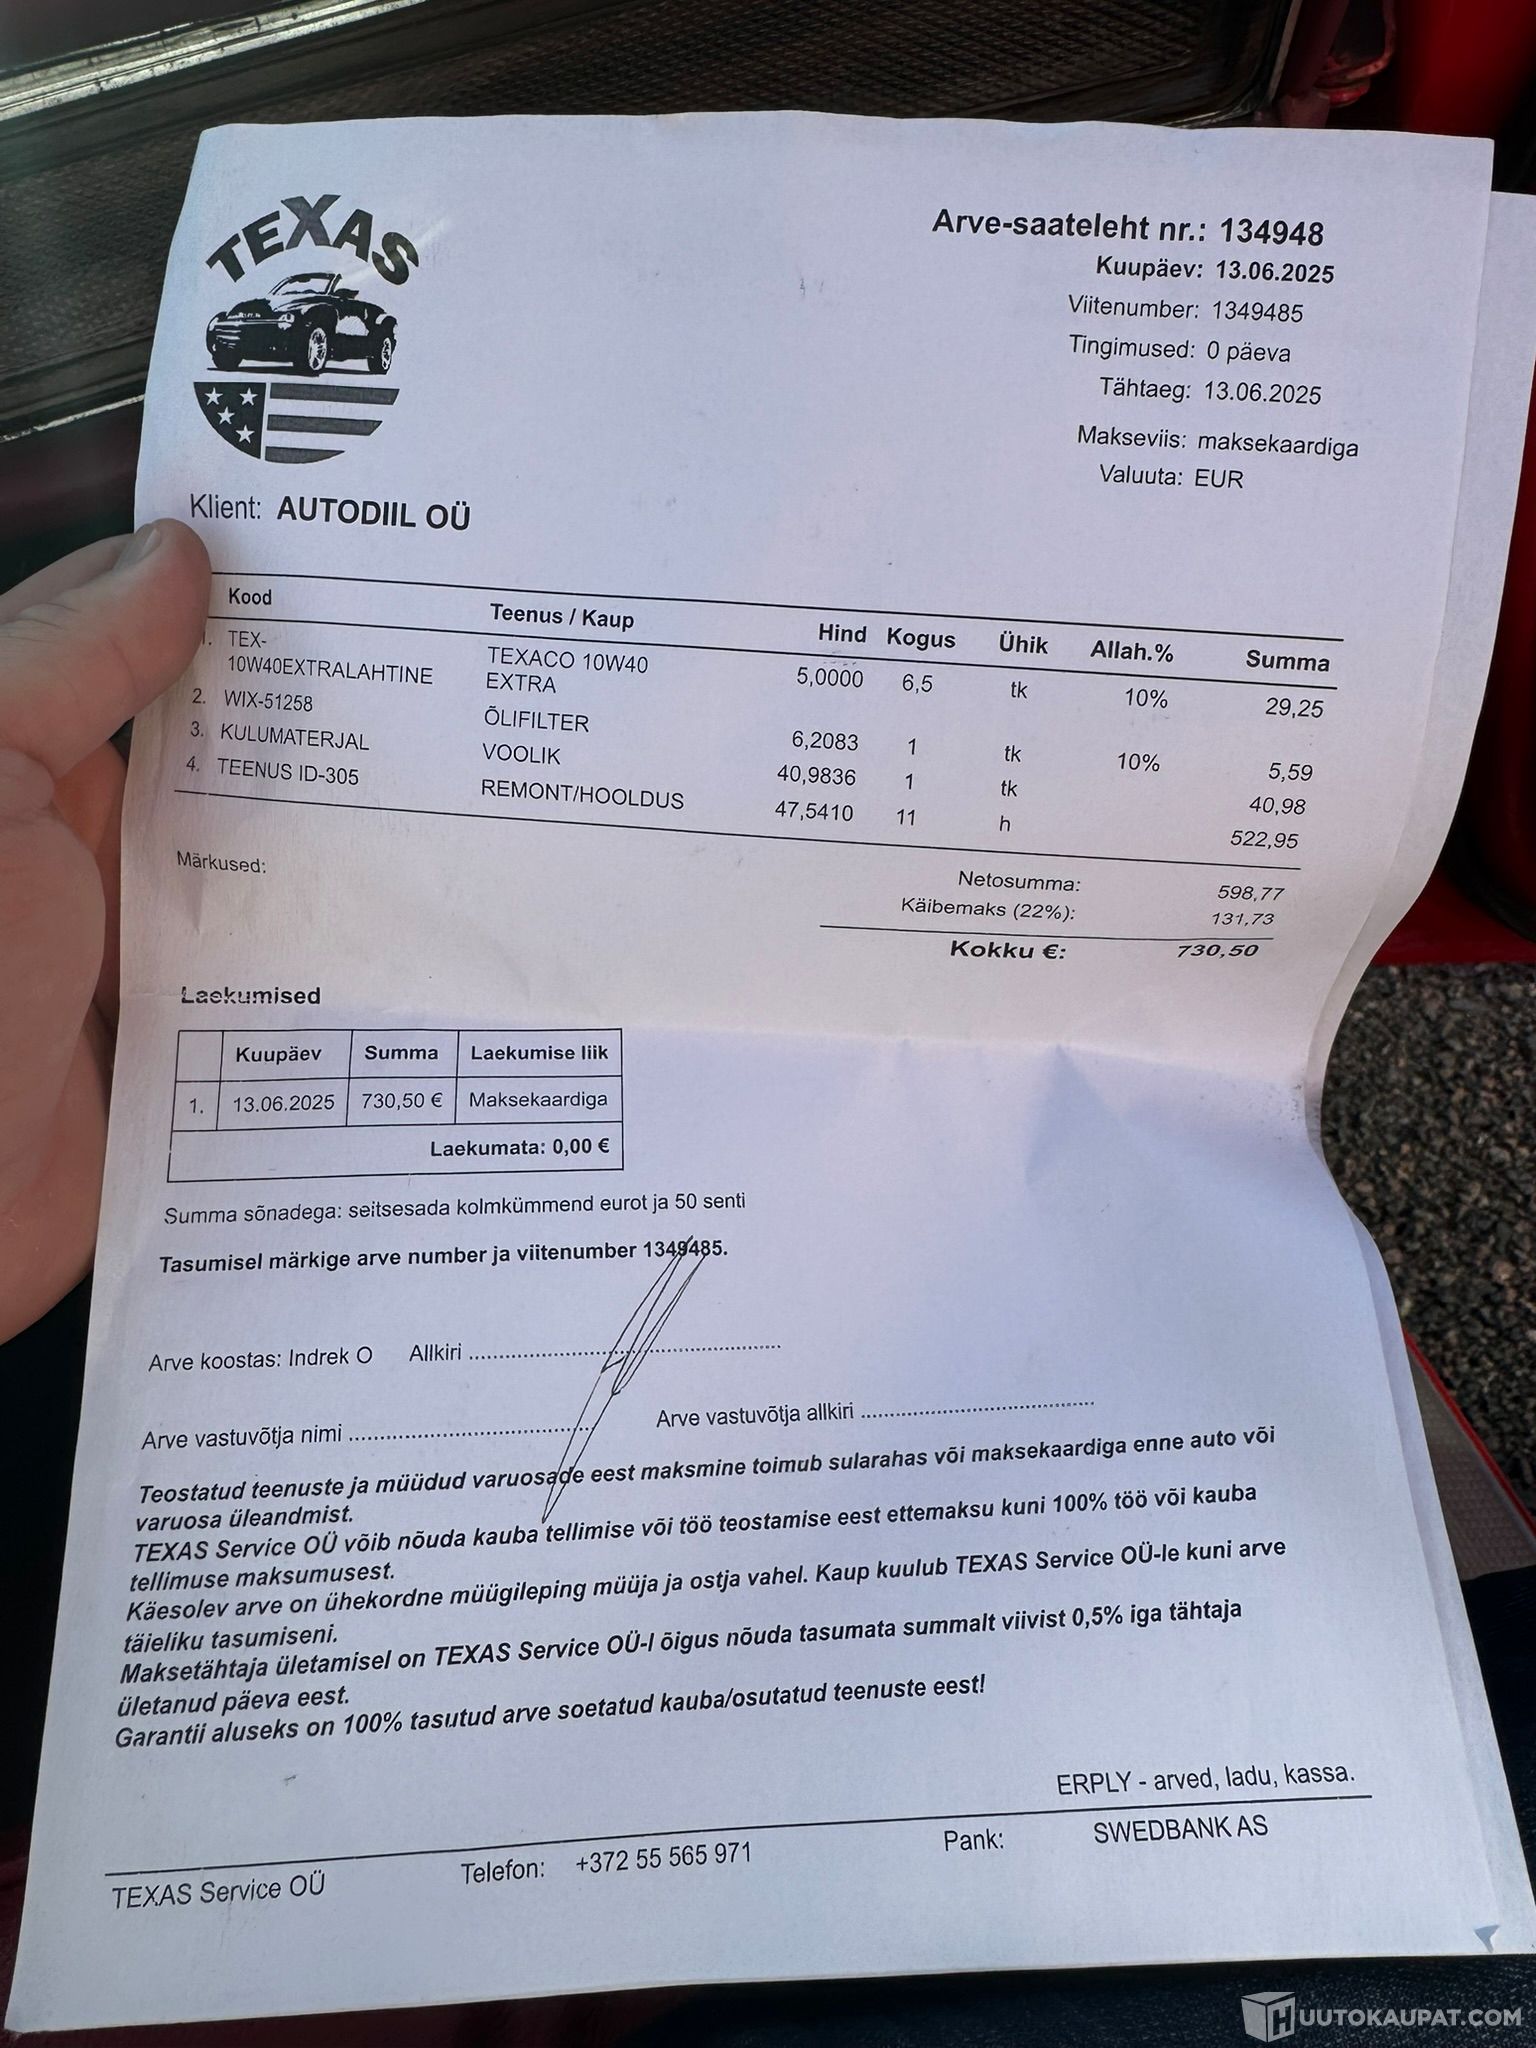 TEXAS
Arve-saateleht nr.: 134948
Kuupäev: 13.06.2025
Viitenumber: 1349485
Tingimused: 0 päeva
Tähtaeg: 13.06.2025
Makseviis: maksekaardiga
Valuuta: EUR
Klient: AUTODIIL OÜ
Kood Teenus / Kaup Hind Kogus Ühik Allah.% Summa
1. TEX-10W40EXTRALAHTINE TEXACO 10W40 EXTRA 5,0000 6,5 tk 10% 29,25
2. WIX-51258 ÕLIFILTER 6,2083 1 tk 10% 5,59
3. KULUMATERJAL VOOLIK 40,9836 1 tk 40,98
4. TEENUS ID-305 REMONT/HOOLDUS 47,5410 11 h 522,95
Märkused:
Netosumma: 598,77
Käibemaks (22%): 131,73
Kokku €: 730,50
Laekumised
Kuupäev Summa Laekumise liik
1. 13.06.2025 730,50 € Maksekaardiga
Laekumata: 0,00 €
Summa sõnadega: seitsesada kolmkümmend eurot ja 50 senti
Tasumisel märkige arve number ja viitenumber 1349485.
Arve koostas: Indrek O Allkiri
Arve vastuvõtja nimi Arve vastuvõtja allkiri
Teostatud teenuste ja müüdud varuosade eest maksmine toimub sularahas või maksekaardiga enne auto või
varuosa üleandmist.
TEXAS Service OÜ võib nõuda kauba tellimise või töö teostamise eest ettemaksu kuni 100% töö või kauba
tellimuse maksumusest.
Käesolev arve on ühekordne müügileping müüja ja ostja vahel. Kaup kuulub TEXAS Service OÜ-le kuni arve
täieliku tasumiseni.
Maksetähtaja ületamisel on TEXAS Service OÜ-l õigus nõuda tasumata summalt viivist 0,5% iga tähtaja
ületanud päeva eest.
Garantii aluseks on 100% tasutud arve soetatud kauba/osutatud teenuste eest!
ERPLY - arved, ladu, kassa.
TEXAS Service OÜ Telefon: +372 55 565 971 Pank: SWEDBANK AS
HUUTOKAUPAT.COM